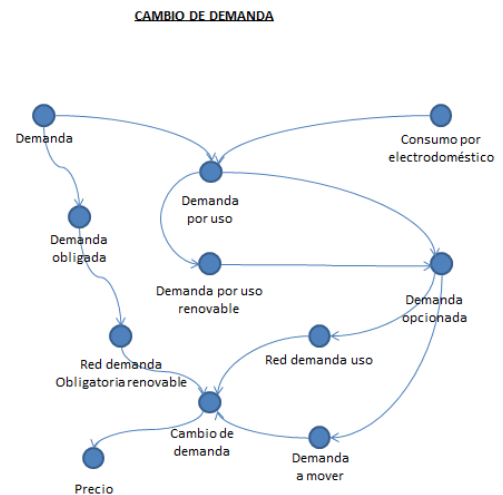 CAMBIO DE DEMANDA
Demanda
Consumo por
electrodoméstico
Demanda
por uso
Demanda
obligada
Demanda por uso
renovable
Demanda
opcionada
Red demanda
Obligatoria renovable
Red demanda uso
Cambio de
demanda
Demanda
a mover
Precio